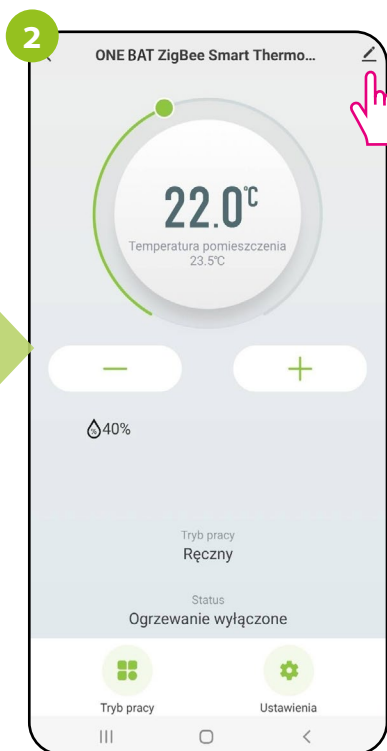 2
ONE BAT ZigBee Smart Thermo...
22.0°C
Temperatura pomieszczenia
23.5°C
− +
% 40%
Tryb pracy
Ręczny
Status
Ogrzewanie wyłączone
Tryb pracy Ustawienia